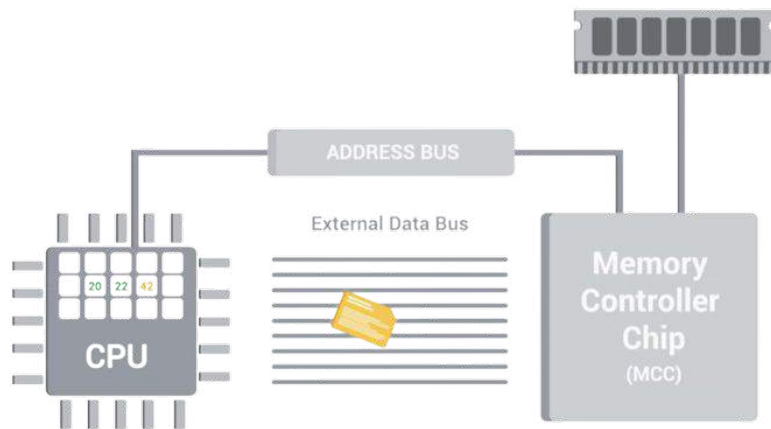 ADDRESS BUS
External Data Bus
20 22 42
CPU
Memory
Controller
Chip
(MCC)